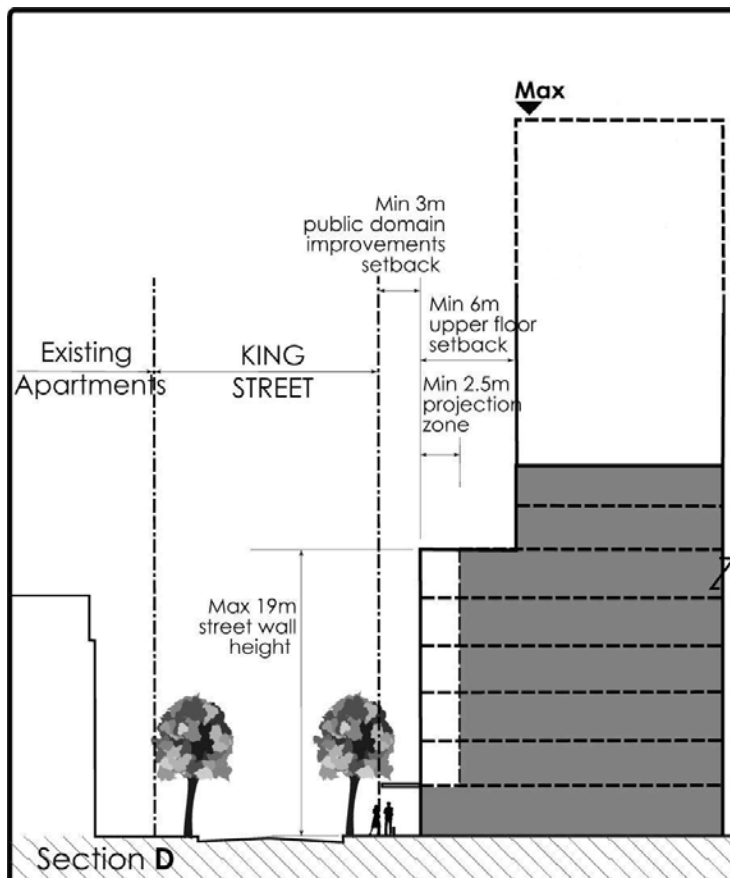 Max
Min 3m
public domain
improvements
setback
Min 6m
upper floor
setback
Existing
Apartments
KING
STREET
Min 2.5m
projection
zone
Max 19m
street wall
height
Section D